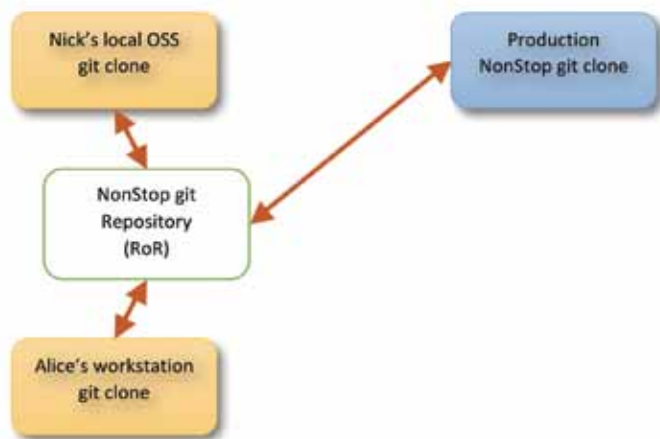 Nick's local OSS
git clone
Production
NonStop git clone
NonStop git
Repository
(RoR)
Alice's workstation
git clone